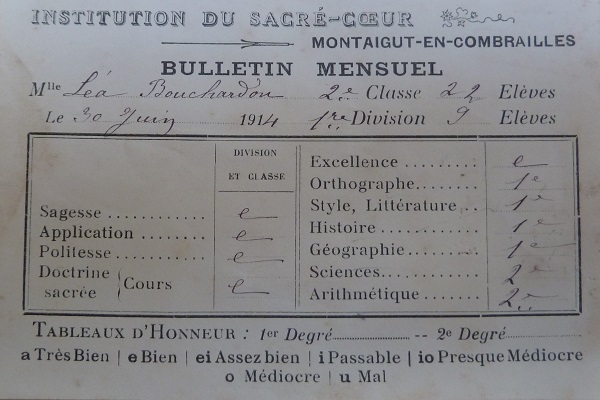 INSTITUTION DU SACRÉ-CŒUR
MONTAIGUT-EN-COMBRAILLES
BULLETIN MENSUEL
Mlle Léa Bouchardon 2e Classe 22 Elèves
Le 30 Juin 1914 1re Division 9 Elèves
DIVISION
ET CLASSE
Sagesse .......... e
Application ........ e
Politesse .......... e
Doctrine sacrée { Cours ...... e
Excellence ........ e
Orthographe....... 1e
Style, Littérature .. 1e
Histoire .......... 1e
Géographie....... 1e
Sciences.......... 2e
Arithmétique ...... 2e
TABLEAUX D'HONNEUR : 1er Degré.................. -- 2e Degré..................
a Très Bien | e Bien | ei Assez bien | i Passable | io Presque Médiocre
o Médiocre | u Mal